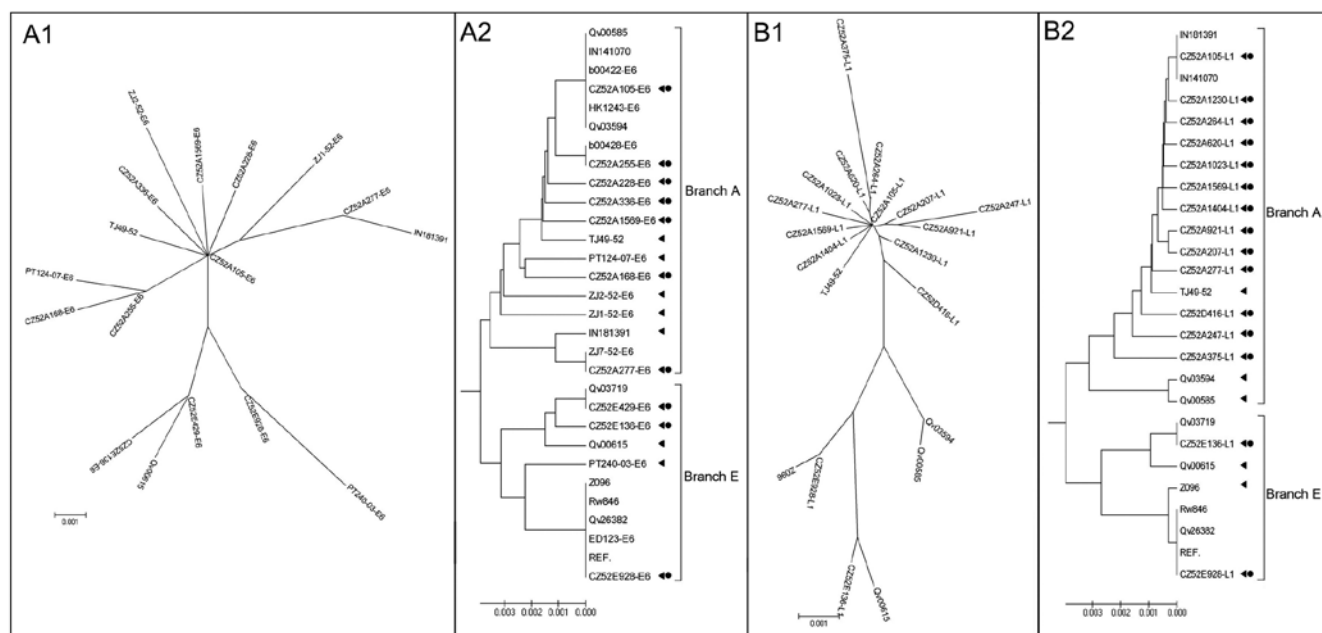 A1
ZJ2-52-E6
CZ52A1569-E6
CZ52A228-E6
ZJ1-52-E6
CZ52A336-E6
CZ52A277-E6
TJ49-52
IN181391
CZ52A105-E6
PT124-07-E6
CZ52A168-E6
CZ52A255-E6
CZ52E429-E6
CZ52E928-E6
CZ52E136-E6
Qv00615
PT240-03-E6
0.001
A2
Qv00585
IN141070
b00422-E6
CZ52A105-E6
HK1243-E6
Qv03594
b00428-E6
CZ52A255-E6
CZ52A228-E6
Branch A
CZ52A336-E6
CZ52A1569-E6
TJ49-52
PT124-07-E6
CZ52A168-E6
ZJ2-52-E6
ZJ1-52-E6
IN181391
ZJ7-52-E6
CZ52A277-E6
Qv03719
CZ52E429-E6
CZ52E136-E6
Qv00615
PT240-03-E6
Branch E
Z096
Rw846
Qv26382
ED123-E6
REF.
CZ52E928-E6
0.003 0.002 0.001 0.000
B1
CZ52A375-L1
CZ52A264-L1
CZ52A620-L1
CZ52A105-L1
CZ52A1023-L1
CZ52A207-L1
CZ52A277-L1
CZ52A247-L1
CZ52A1569-L1
CZ52A921-L1
CZ52A1404-L1
CZ52A1230-L1
TJ49-52
CZ52D416-L1
Qv03594
Qv00585
CZ52E928-L1
CZ52E136-L1
Qv00615
0.001
B2
IN181391
CZ52A105-L1
IN141070
CZ52A1230-L1
CZ52A264-L1
CZ52A620-L1
CZ52A1023-L1
CZ52A1569-L1
CZ52A1404-L1
Branch A
CZ52A921-L1
CZ52A207-L1
CZ52A277-L1
TJ49-52
CZ52D416-L1
CZ52A247-L1
CZ52A375-L1
Qv03594
Qv00585
Qv03719
CZ52E136-L1
Qv00615
Z096
Branch E
Rw846
Qv26382
REF.
CZ52E928-L1
0.003 0.002 0.001 0.000